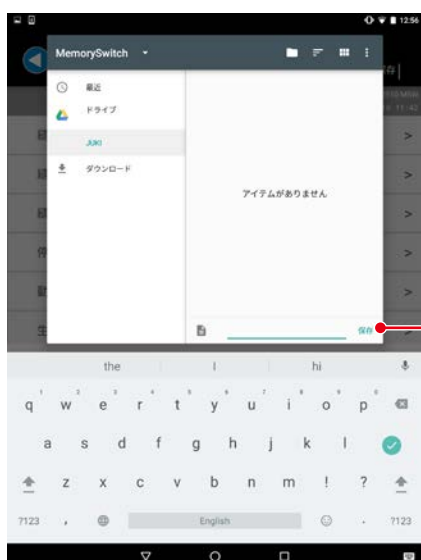 12:56
MemorySwitch
最近
ドライブ
JUKI
ダウンロード
アイテムがありません
保存
the I hi
q w e r t y u i o p
a s d f g h j k l
z x c v b n m ! ?
?123 , English . ?123